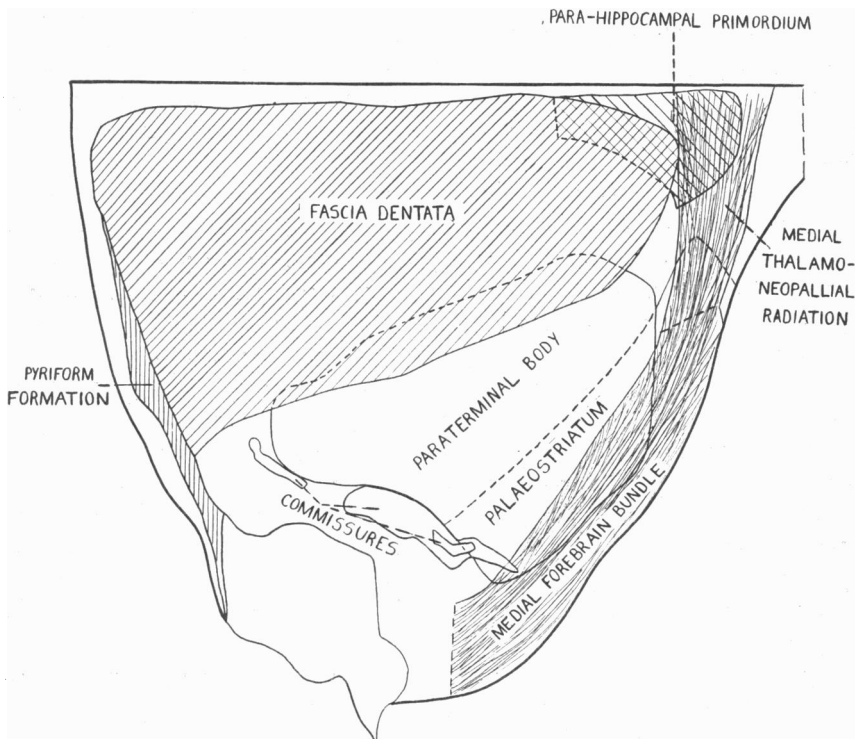 PARA-HIPPOCAMPAL PRIMORDIUM
FASCIA DENTATA
MEDIAL
THALAMO-
NEOPALLIAL
RADIATION
PYRIFORM
FORMATION
PARATERMINAL BODY
PALAEOSTRIATUM
COMMISSURES
MEDIAL FOREBRAIN BUNDLE